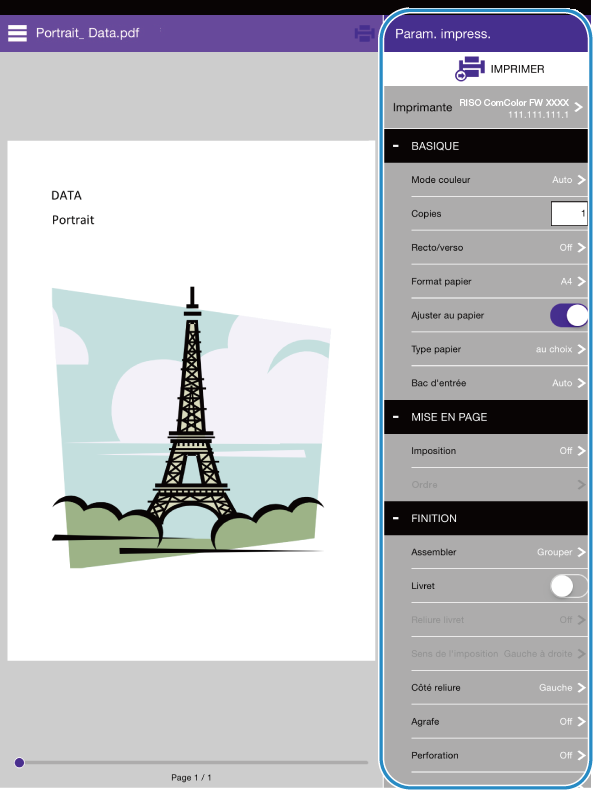 Portrait_ Data.pdf
DATA
Portrait
Page 1 / 1
Param. impress.
IMPRIMER
Imprimante RISO ComColor FW XXXX
111.111.111.1
- BASIQUE
Mode couleur Auto
Copies 1
Recto/verso Off
Format papier A4
Ajuster au papier
Type papier au choix
Bac d'entrée Auto
- MISE EN PAGE
Imposition Off
Ordre
- FINITION
Assembler Grouper
Livret
Reliure livret Off
Sens de l'imposition Gauche à droite
Côté reliure Gauche
Agrafe Off
Perforation Off